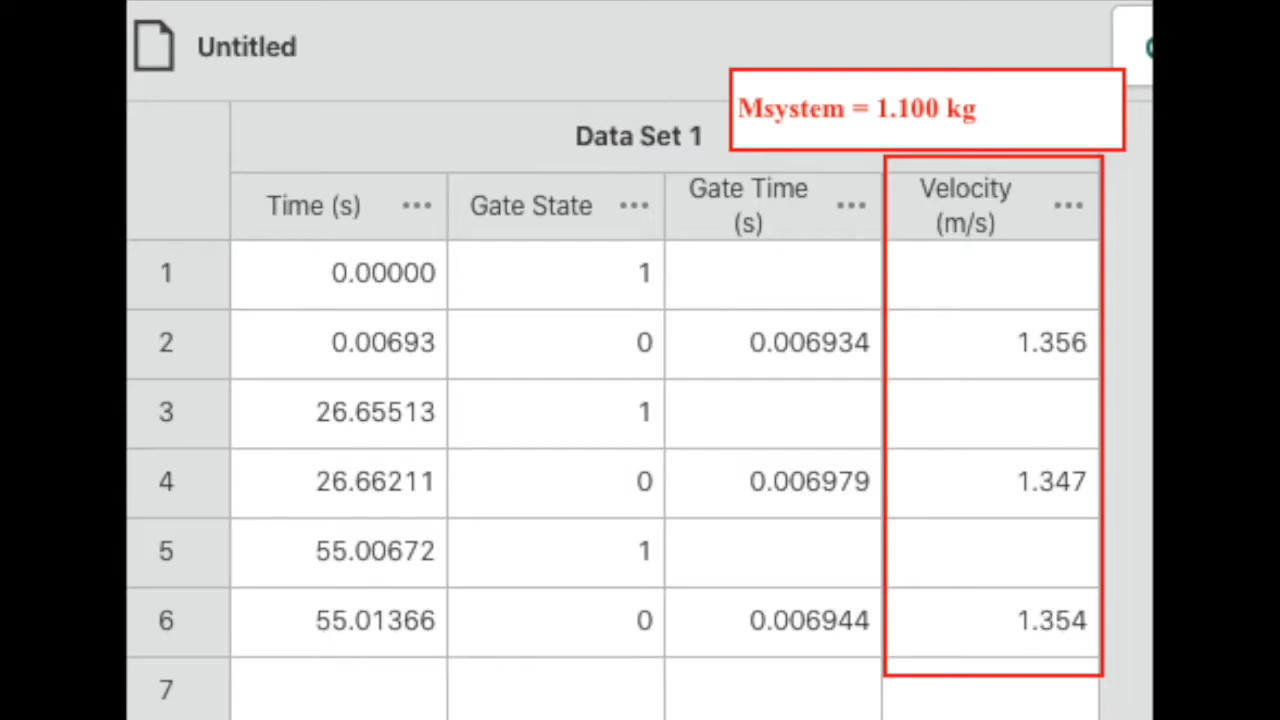 Untitled
Msystem = 1.100 kg
Data Set 1
Time (s) ... Gate State ... Gate Time (s) ... Velocity (m/s) ...
1 0.00000 1
2 0.00693 0 0.006934 1.356
3 26.65513 1
4 26.66211 0 0.006979 1.347
5 55.00672 1
6 55.01366 0 0.006944 1.354
7